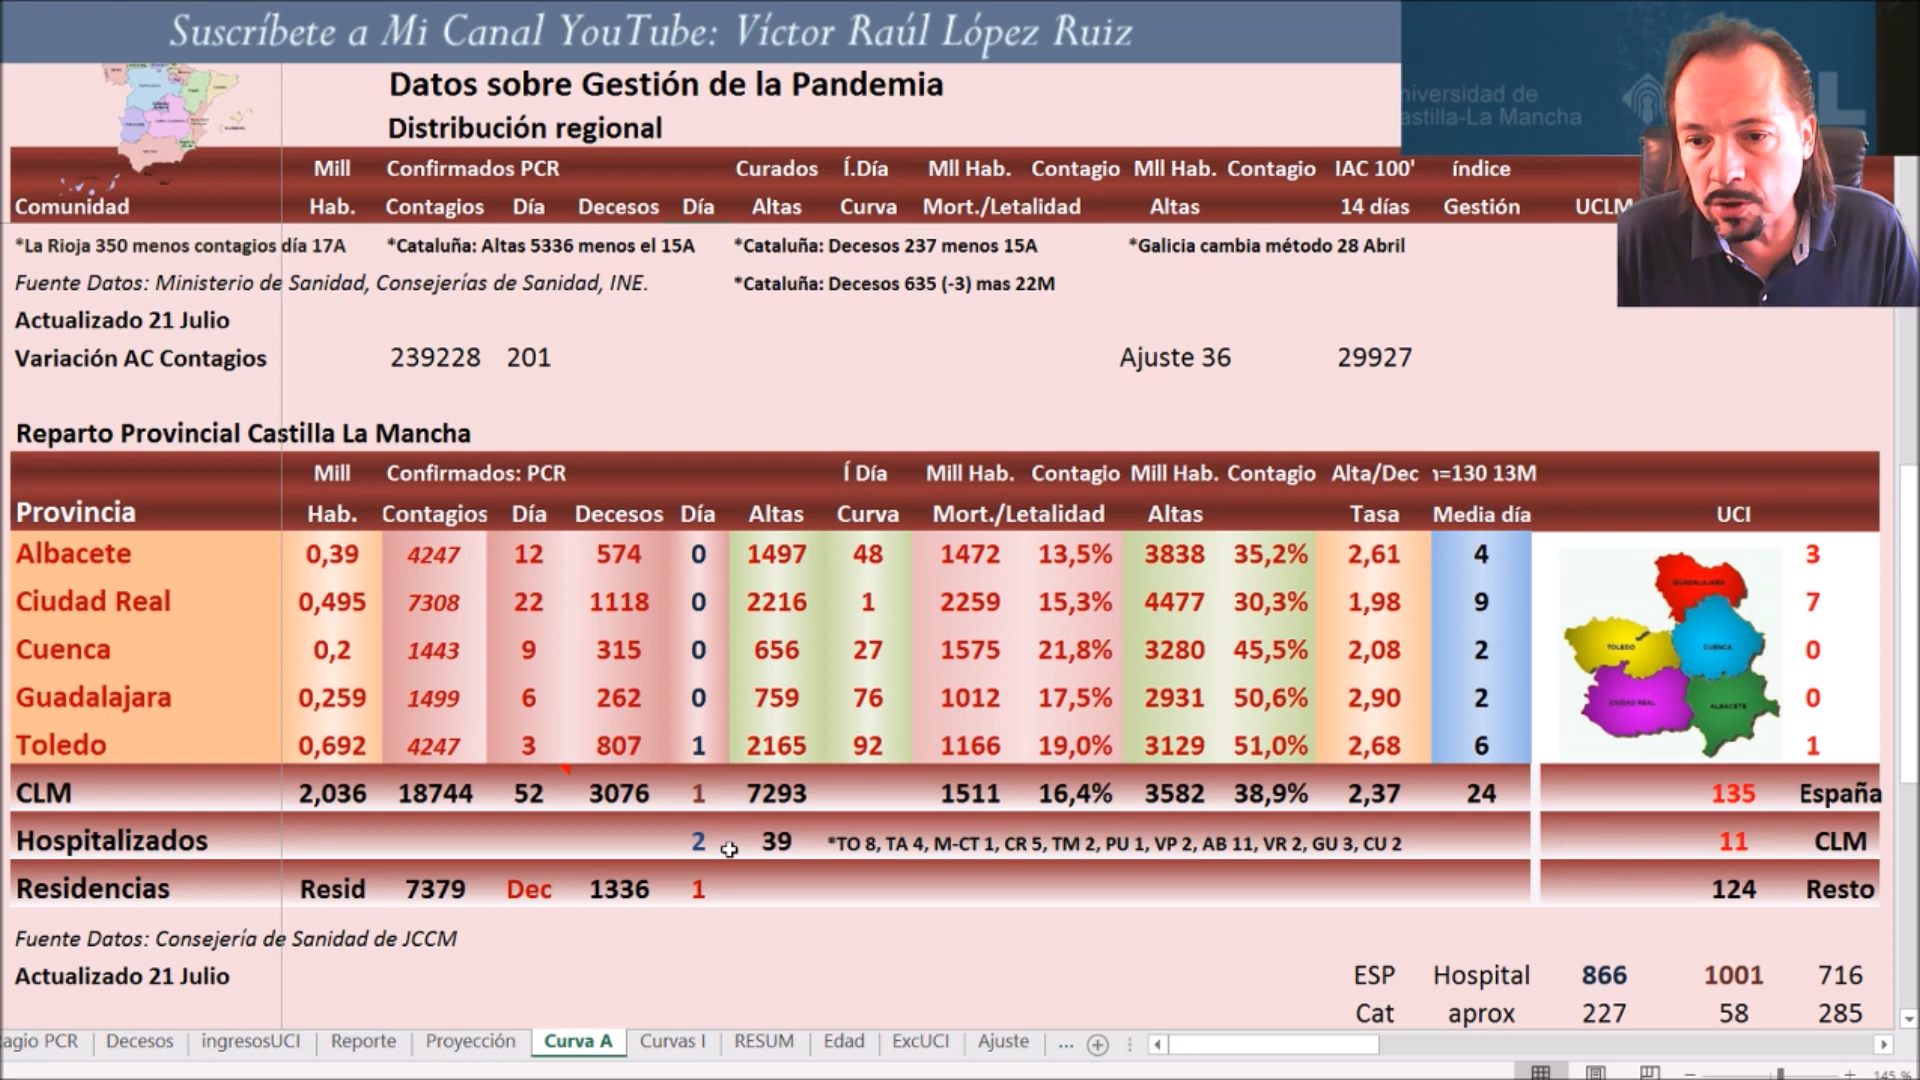 Suscríbete a Mi Canal YouTube: Víctor Raúl López Ruiz
Datos sobre Gestión de la Pandemia
Distribución regional
Mill Confirmados PCR Curados Í.Día Mll Hab. Contagio Mll Hab. Contagio IAC 100' índice
Comunidad Hab. Contagios Día Decesos Día Altas Curva Mort./Letalidad Altas 14 días Gestión UCLM
*La Rioja 350 menos contagios día 17A *Cataluña: Altas 5336 menos el 15A *Cataluña: Decesos 237 menos 15A *Galicia cambia método 28 Abril
Fuente Datos: Ministerio de Sanidad, Consejerías de Sanidad, INE. *Cataluña: Decesos 635 (-3) mas 22M
Actualizado 21 Julio
Variación AC Contagios 239228 201 Ajuste 36 29927
Reparto Provincial Castilla La Mancha
Mill Confirmados: PCR Í Día Mill Hab. Contagio Mill Hab. Contagio Alta/Dec =130 13M
Provincia Hab. Contagios Día Decesos Día Altas Curva Mort./Letalidad Altas Tasa Media día UCI
Albacete 0,39 4247 12 574 0 1497 48 1472 13,5% 3838 35,2% 2,61 4 3
Ciudad Real 0,495 7308 22 1118 0 2216 1 2259 15,3% 4477 30,3% 1,98 9 7
Cuenca 0,2 1443 9 315 0 656 27 1575 21,8% 3280 45,5% 2,08 2 0
Guadalajara 0,259 1499 6 262 0 759 76 1012 17,5% 2931 50,6% 2,90 2 0
Toledo 0,692 4247 3 807 1 2165 92 1166 19,0% 3129 51,0% 2,68 6 1
GUADALAJARA
TOLEDO CUENCA
CIUDAD REAL ALBACETE
CLM 2,036 18744 52 3076 1 7293 1511 16,4% 3582 38,9% 2,37 24 135 España
Hospitalizados 2 39 *TO 8, TA 4, M-CT 1, CR 5, TM 2, PU 1, VP 2, AB 11, VR 2, GU 3, CU 2 11 CLM
Residencias Resid 7379 Dec 1336 1 124 Resto
Fuente Datos: Consejería de Sanidad de JCCM
Actualizado 21 Julio ESP Hospital 866 1001 716
Cat aprox 227 58 285
agio PCR Decesos ingresosUCI Reporte Proyección Curva A Curvas I RESUM Edad ExcUCI Ajuste ...
145 %
niversidad de
astilla-La Mancha